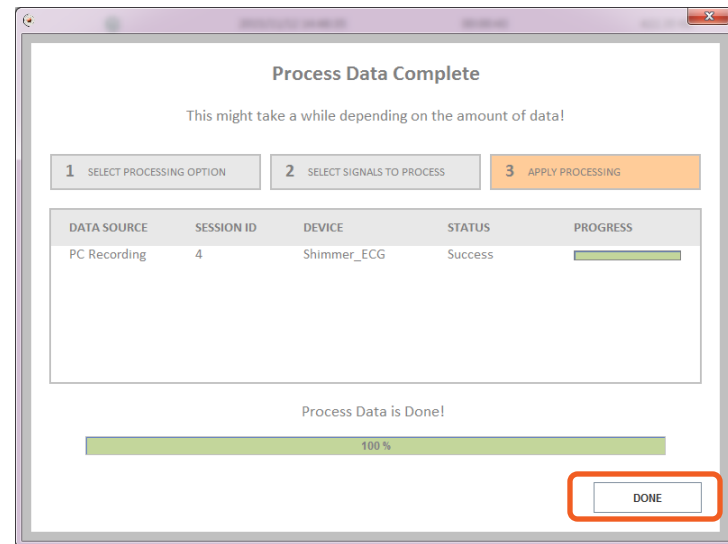 Process Data Complete
This might take a while depending on the amount of data!
1 SELECT PROCESSING OPTION 2 SELECT SIGNALS TO PROCESS 3 APPLY PROCESSING
DATA SOURCE SESSION ID DEVICE STATUS PROGRESS
PC Recording 4 Shimmer_ECG Success
Process Data is Done!
100 %
DONE